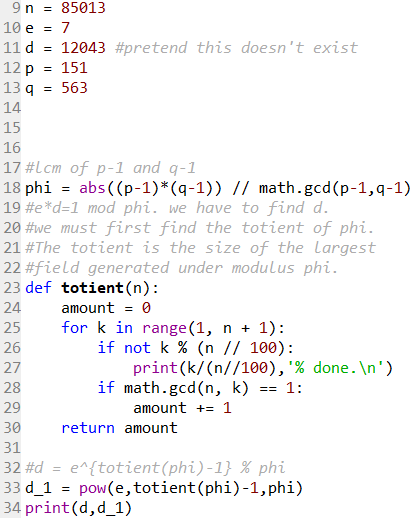 9 n = 85013
10 e = 7
11 d = 12043 #pretend this doesn't exist
12 p = 151
13 q = 563
14
15
16
17 #lcm of p-1 and q-1
18 phi = abs((p-1)*(q-1)) // math.gcd(p-1,q-1)
19 #e*d=1 mod phi. we have to find d.
20 #we must first find the totient of phi.
21 #The totient is the size of the largest
22 #field generated under modulus phi.
23 def totient(n):
24     amount = 0
25     for k in range(1, n + 1):
26         if not k % (n // 100):
27             print(k/(n//100),'% done.\n')
28         if math.gcd(n, k) == 1:
29             amount += 1
30     return amount
31
32 #d = e^{totient(phi)-1} % phi
33 d_1 = pow(e,totient(phi)-1,phi)
34 print(d,d_1)